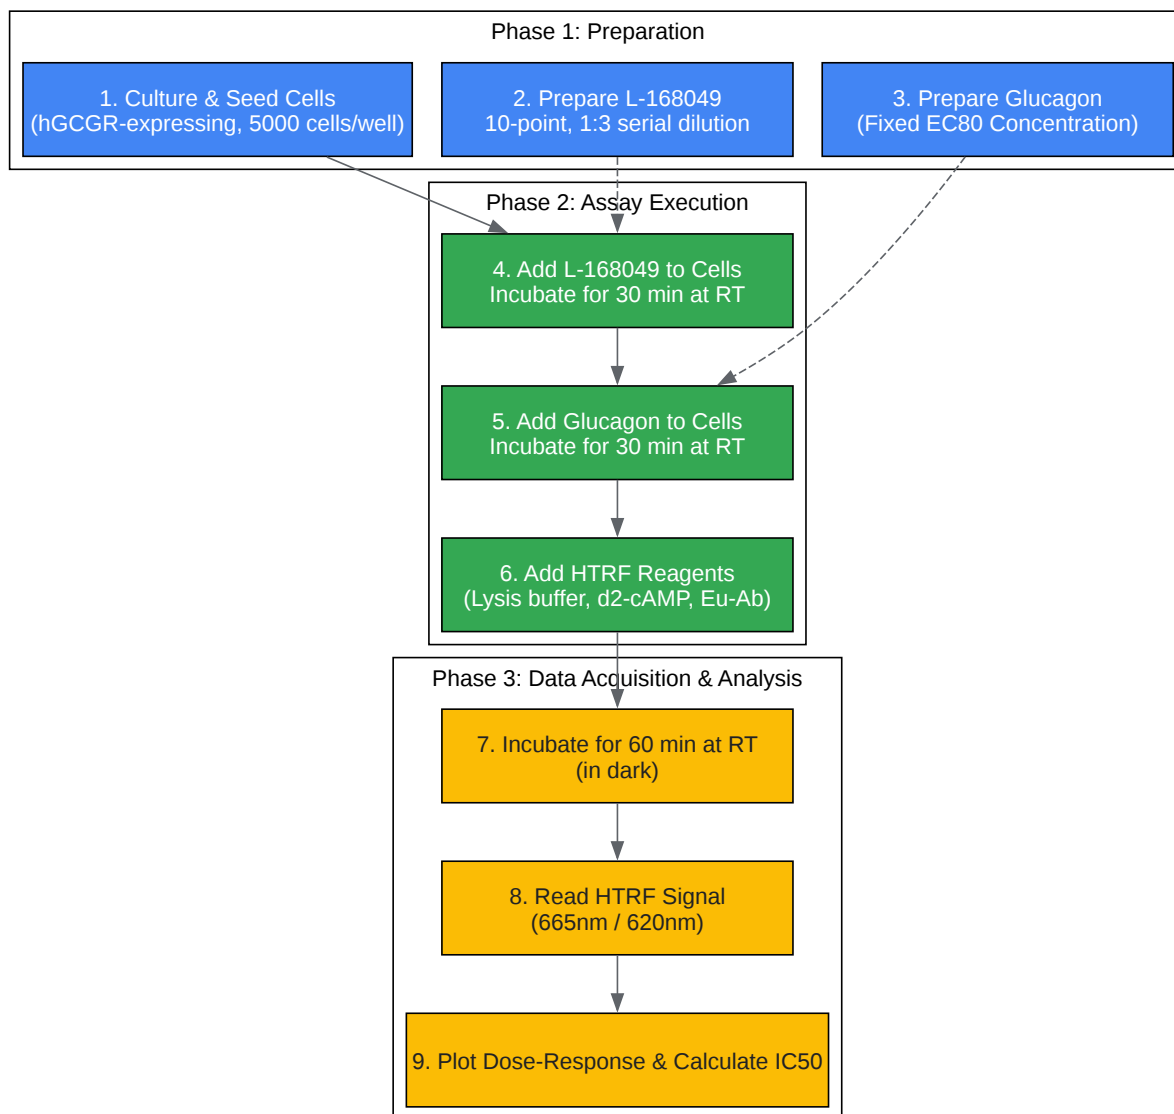 Phase 1: Preparation
1. Culture & Seed Cells
(hGCGR-expressing, 5000 cells/well)
2. Prepare L-168049
10-point, 1:3 serial dilution
3. Prepare Glucagon
(Fixed EC80 Concentration)
Phase 2: Assay Execution
4. Add L-168049 to Cells
Incubate for 30 min at RT
5. Add Glucagon to Cells
Incubate for 30 min at RT
6. Add HTRF Reagents
(Lysis buffer, d2-cAMP, Eu-Ab)
Phase 3: Data Acquisition & Analysis
7. Incubate for 60 min at RT
(in dark)
8. Read HTRF Signal
(665nm / 620nm)
9. Plot Dose-Response & Calculate IC50